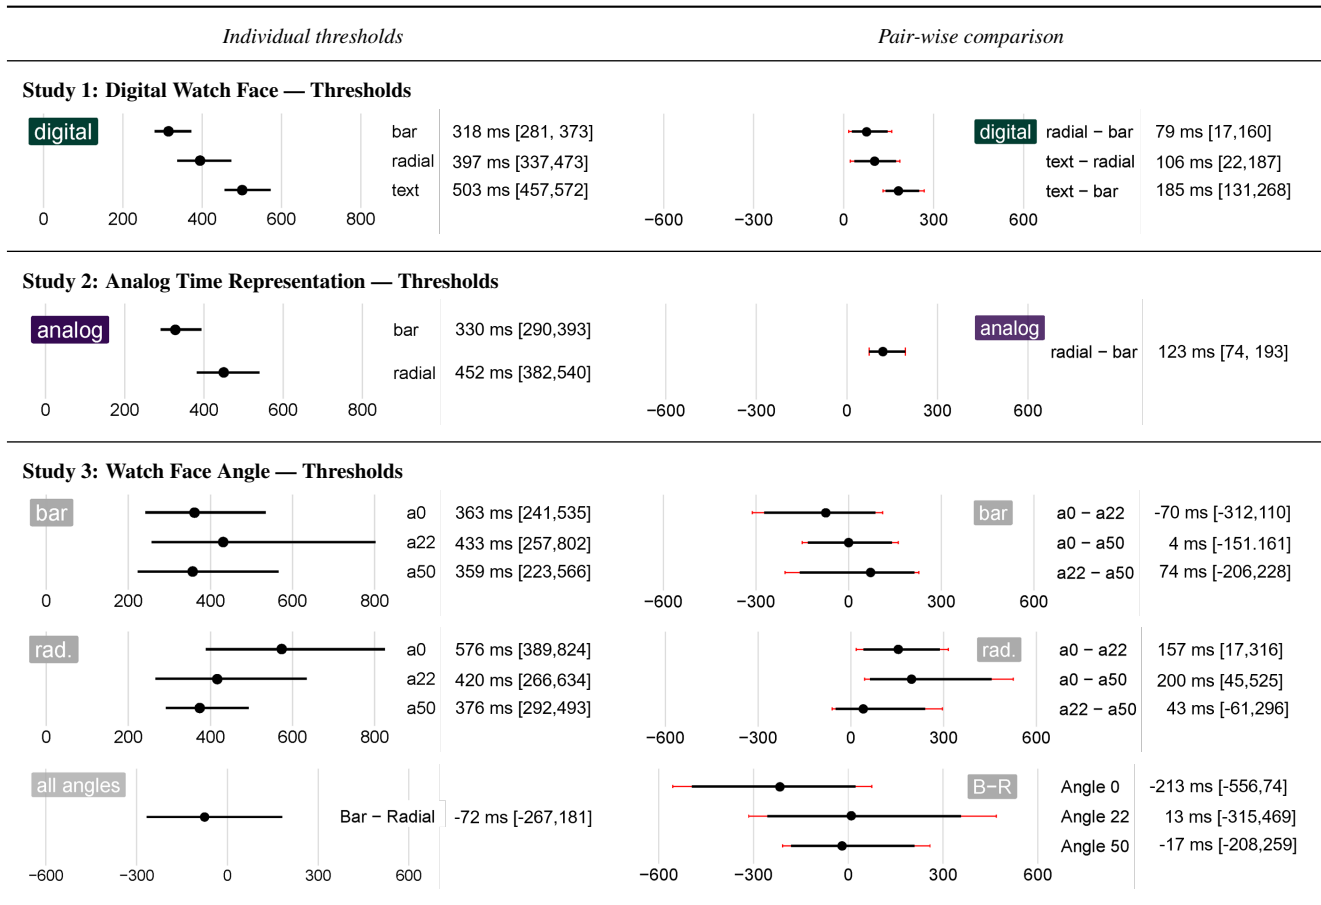 Individual thresholds Pair-wise comparison
Study 1: Digital Watch Face — Thresholds
digital bar 318 ms [281, 373] digital radial − bar 79 ms [17,160]
radial 397 ms [337,473] text − radial 106 ms [22,187]
text 503 ms [457,572] text − bar 185 ms [131,268]
0 200 400 600 800 −600 −300 0 300 600
Study 2: Analog Time Representation — Thresholds
analog bar 330 ms [290,393] analog
radial − bar 123 ms [74, 193]
radial 452 ms [382,540]
0 200 400 600 800 −600 −300 0 300 600
Study 3: Watch Face Angle — Thresholds
bar a0 363 ms [241,535] bar a0 − a22 -70 ms [-312,110]
a22 433 ms [257,802] a0 − a50 4 ms [-151.161]
a50 359 ms [223,566] a22 − a50 74 ms [-206,228]
0 200 400 600 800 −600 −300 0 300 600
rad. a0 576 ms [389,824] rad. a0 − a22 157 ms [17,316]
a22 420 ms [266,634] a0 − a50 200 ms [45,525]
a50 376 ms [292,493] a22 − a50 43 ms [-61,296]
0 200 400 600 800 −600 −300 0 300 600
all angles B−R Angle 0 -213 ms [-556,74]
Bar − Radial -72 ms [-267,181] Angle 22 13 ms [-315,469]
Angle 50 -17 ms [-208,259]
−600 −300 0 300 600 −600 −300 0 300 600